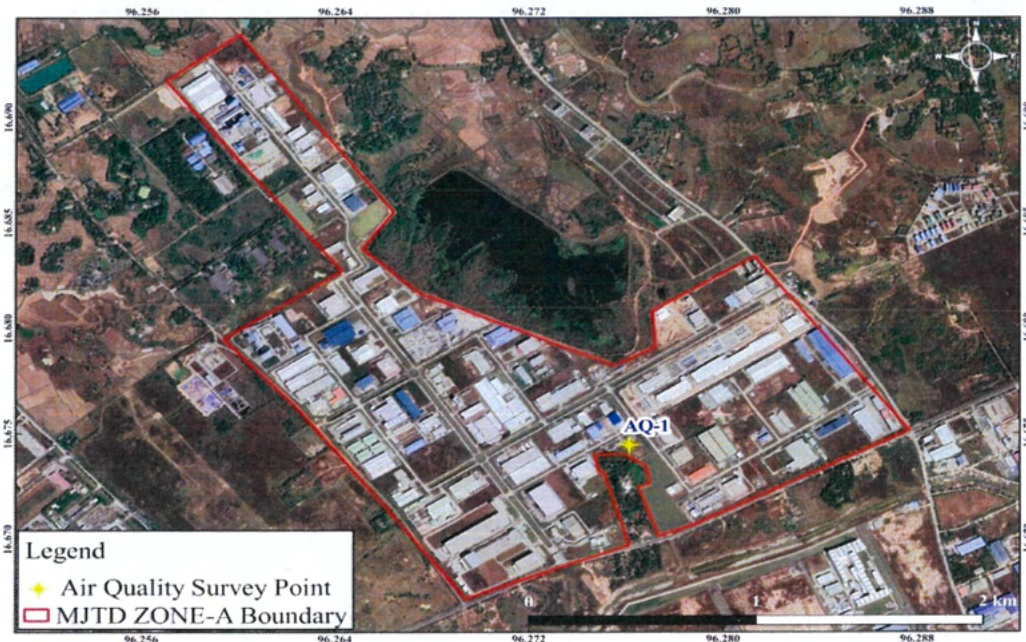 96.256 96.264 96.272 96.280 96.288
16.690
16.685
16.680
16.675
16.670
AQ-1
Legend
Air Quality Survey Point
MJTD ZONE-A Boundary
0 1 2 km
96.256 96.264 96.272 96.280 96.288